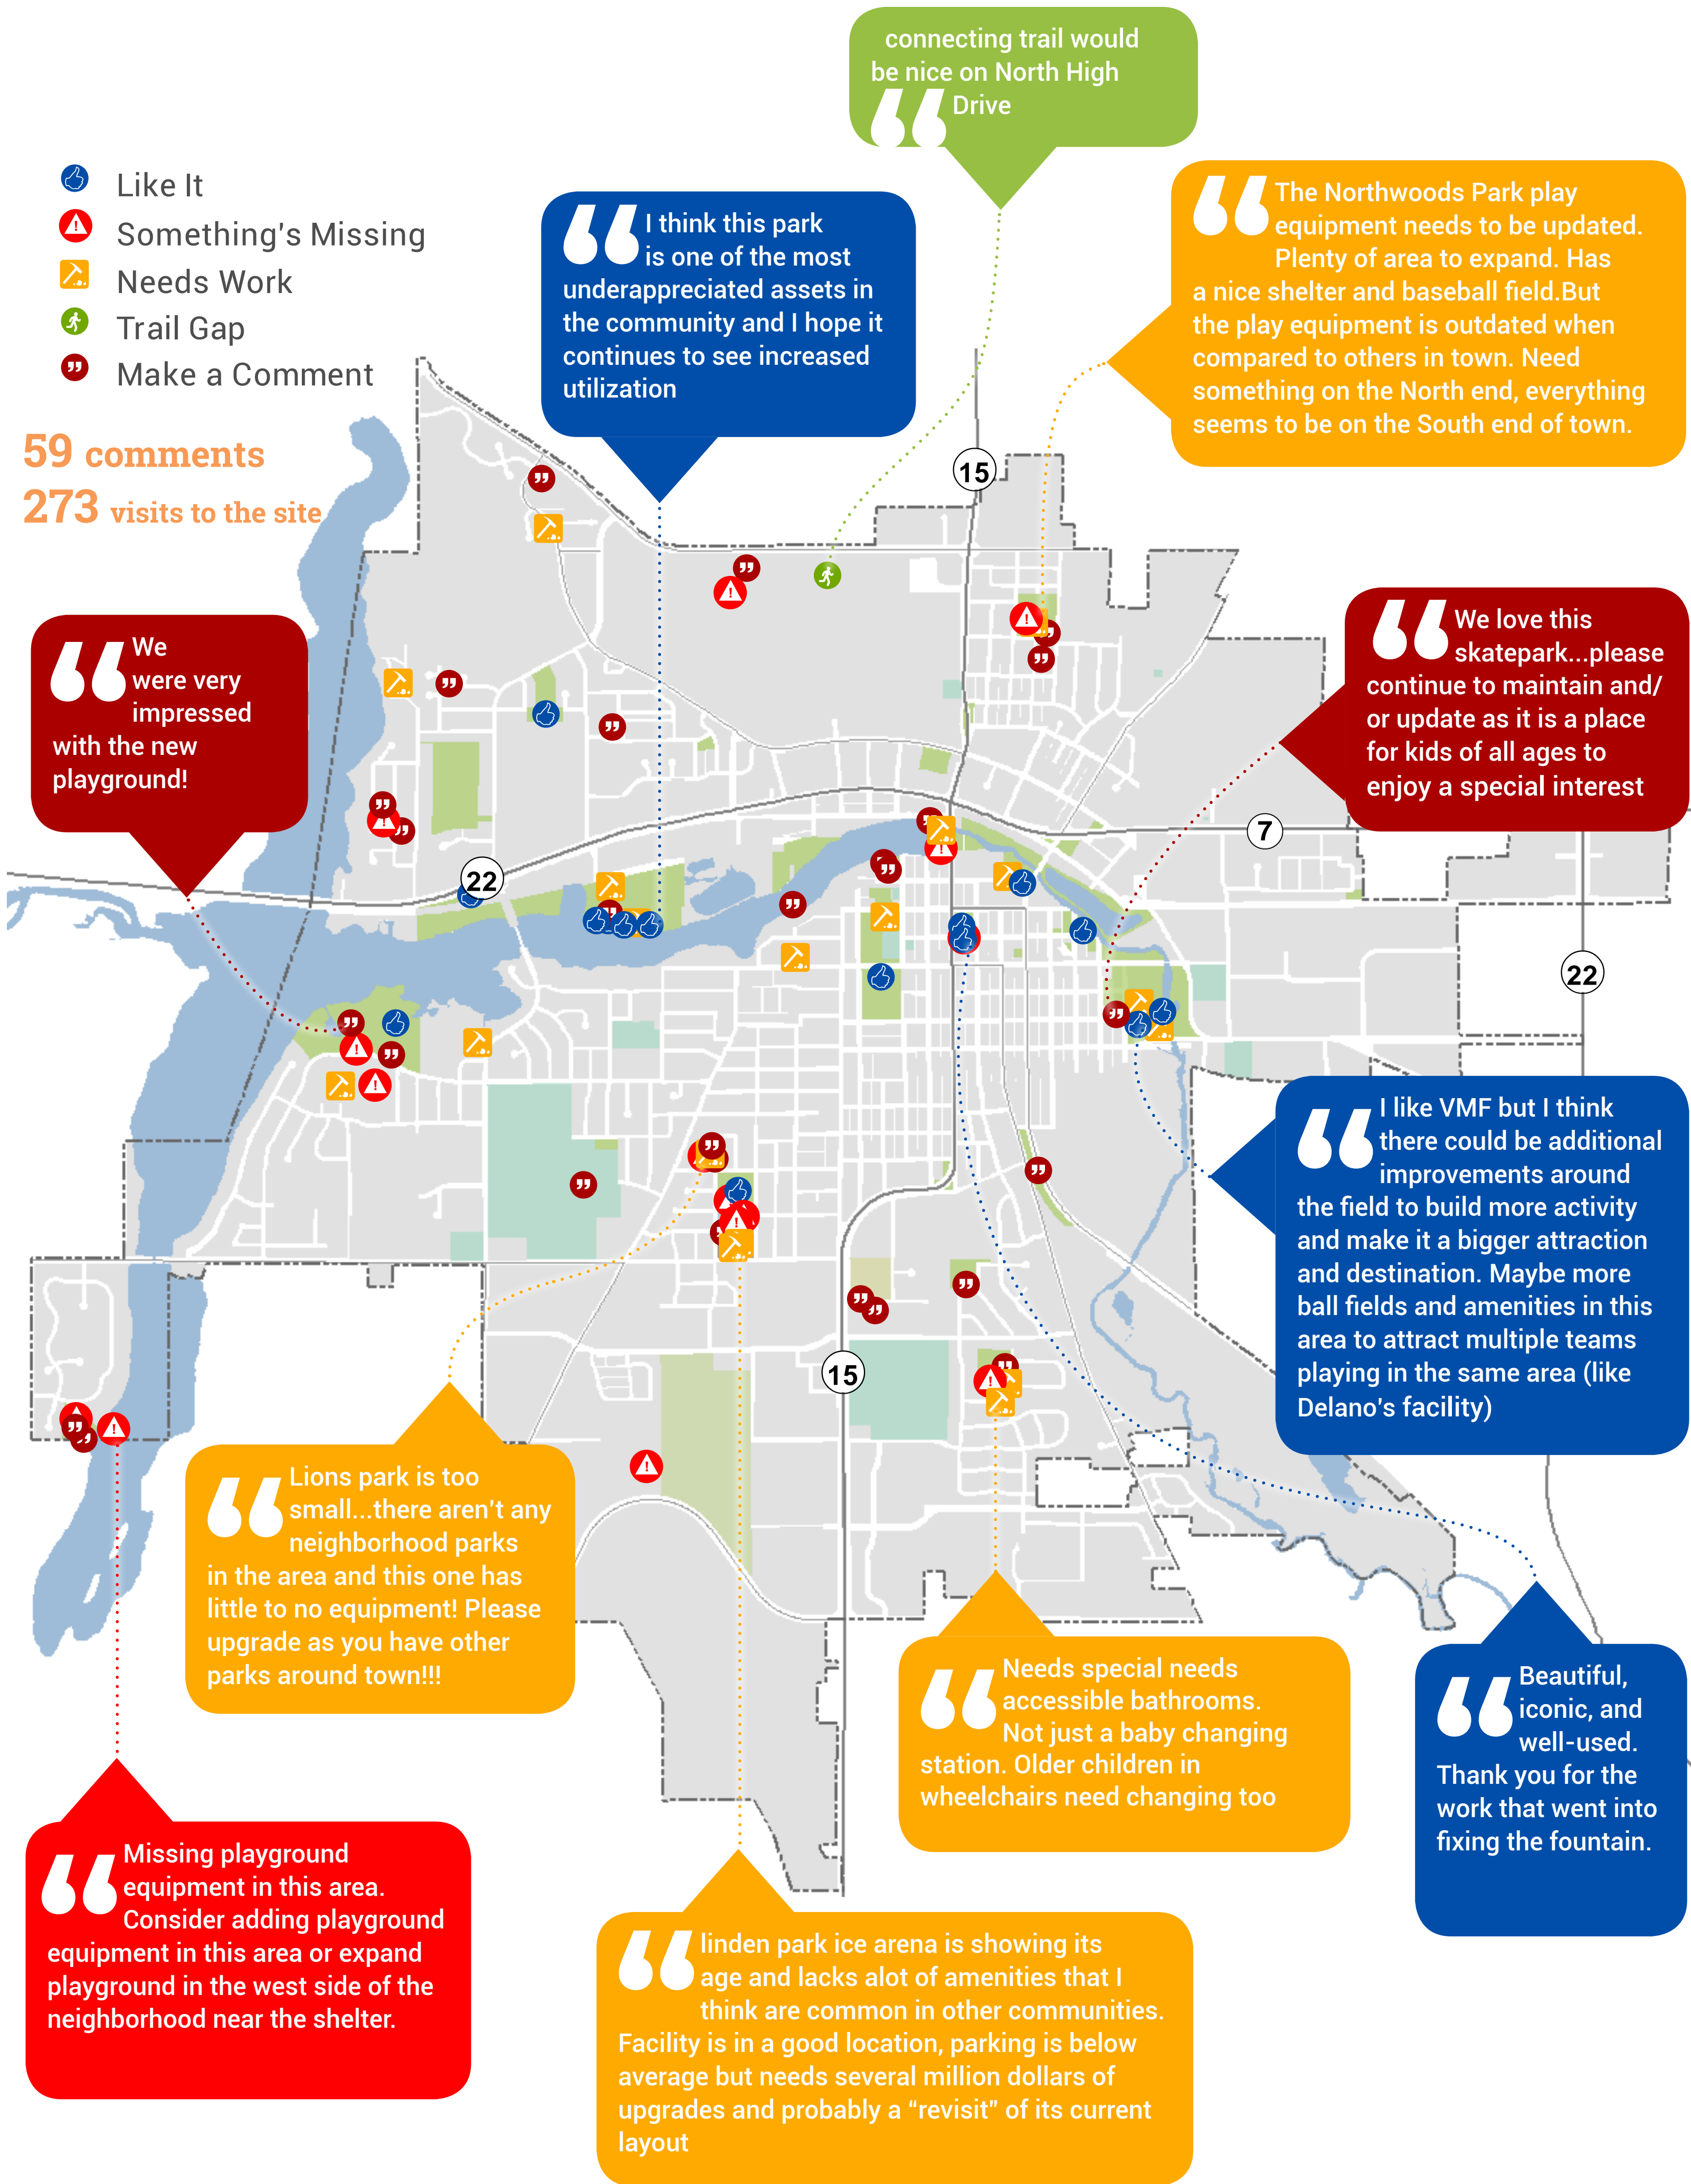 connecting trail would
be nice on North High
Drive
Like It
Something's Missing
Needs Work
Trail Gap
Make a Comment
59 comments
273 visits to the site
I think this park
is one of the most
underappreciated assets in
the community and I hope it
continues to see increased
utilization
The Northwoods Park play
equipment needs to be updated.
Plenty of area to expand. Has
a nice shelter and baseball field.But
the play equipment is outdated when
compared to others in town. Need
something on the North end, everything
seems to be on the South end of town.
15
We
were very
impressed
with the new
playground!
We love this
skatepark...please
continue to maintain and/
or update as it is a place
for kids of all ages to
enjoy a special interest
7
22
22
I like VMF but I think
there could be additional
improvements around
the field to build more activity
and make it a bigger attraction
and destination. Maybe more
ball fields and amenities in this
area to attract multiple teams
playing in the same area (like
Delano's facility)
15
Lions park is too
small...there aren't any
neighborhood parks
in the area and this one has
little to no equipment! Please
upgrade as you have other
parks around town!!!
Needs special needs
accessible bathrooms.
Not just a baby changing
station. Older children in
wheelchairs need changing too
Beautiful,
iconic, and
well-used.
Thank you for the
work that went into
fixing the fountain.
Missing playground
equipment in this area.
Consider adding playground
equipment in this area or expand
playground in the west side of the
neighborhood near the shelter.
linden park ice arena is showing its
age and lacks alot of amenities that I
think are common in other communities.
Facility is in a good location, parking is below
average but needs several million dollars of
upgrades and probably a “revisit” of its current
layout